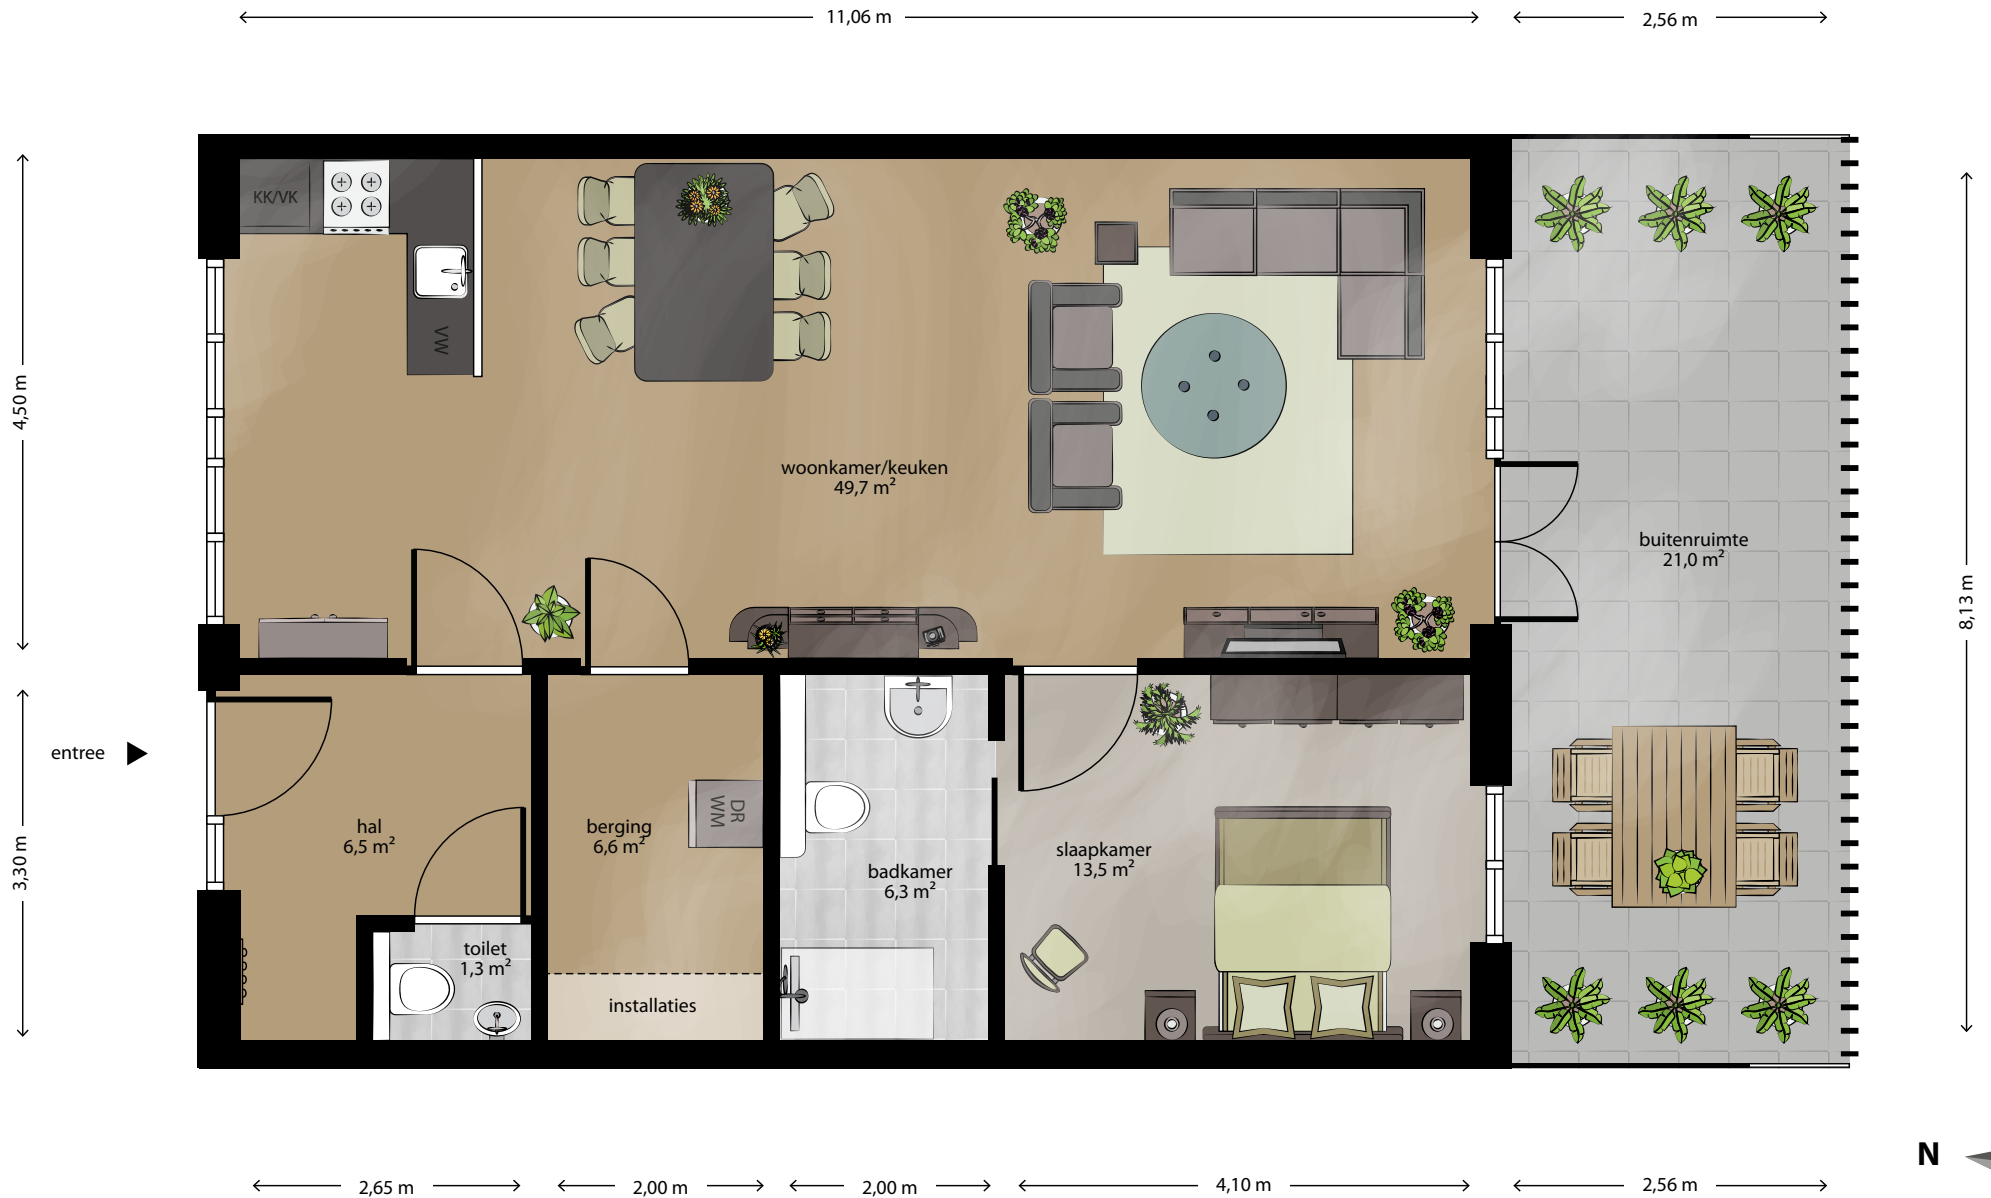 11,06 m
2,56 m
KK/VK
VW
4,50 m
woonkamer/keuken
49,7 m²
buitenruimte
21,0 m²
8,13 m
entree
3,30 m
hal
6,5 m²
berging
6,6 m²
DR
WM
badkamer
6,3 m²
slaapkamer
13,5 m²
toilet
1,3 m²
installaties
N
2,65 m
2,00 m
2,00 m
4,10 m
2,56 m